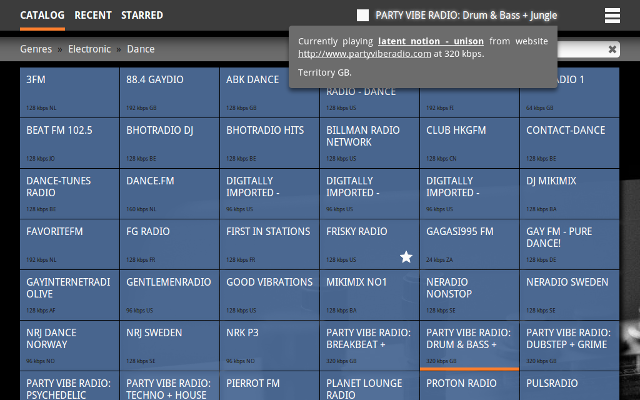 CATALOG RECENT STARRED
PARTY VIBE RADIO: Drum & Bass + Jungle
Currently playing latent notion - unison from website
http://www.partyviberadio.com at 320 kbps.
Territory GB.
Genres » Electronic » Dance
3FM
128 kbps NL
88.4 GAYDIO
192 kbps GB
ABK DANCE
128 kbps GB
RADIO - DANCE
128 kbps US
192 kbps
ADIO 1
64 kbps GB
BEAT FM 102.5
128 kbps
BHOTRADIO DJ
128 kbps BE
BHOTRADIO HITS
128 kbps BE
BILLMAN RADIO
NETWORK
128 kbps US
CLUB HKGFM
128 kbps CN
CONTACT-DANCE
128 kbps BE
DANCE-TUNES
RADIO
128 kbps BE
DANCE.FM
160 kbps NL
DIGITALLY
IMPORTED -
96 kbps US
DIGITALLY
IMPORTED -
96 kbps US
DIGITALLY
IMPORTED -
96 kbps US
DJ MIKIMIX
128 kbps BA
FAVORITEFM
192 kbps NL
FG RADIO
128 kbps FR
FIRST IN STATIONS
128 kbps FR
FRISKY RADIO
128 kbps US
GAGASI995 FM
24 kbps ZA
GAY FM - PURE
DANCE!
128 kbps DE
GAYINTERNETRADI
OLIVE
128 kbps AF
GENTLEMENRADIO
96 kbps US
GOOD VIBRATIONS
128 kbps US
MIKIMIX NO1
128 kbps BA
NERADIO
NONSTOP
128 kbps SE
NERADIO SWEDEN
128 kbps SE
NRJ DANCE
NORWAY
96 kbps NO
NRJ SWEDEN
128 kbps SE
NRK P3
96 kbps NO
PARTY VIBE RADIO:
BREAKBEAT +
320 kbps GB
PARTY VIBE RADIO:
DRUM & BASS +
320 kbps GB
PARTY VIBE RADIO:
DUBSTEP + GRIME
320 kbps GB
PARTY VIBE RADIO:
PSYCHEDELIC
PARTY VIBE RADIO:
TECHNO + HOUSE
PIERROT FM
PLANET LOUNGE
RADIO
PROTON RADIO
PULSRADIO